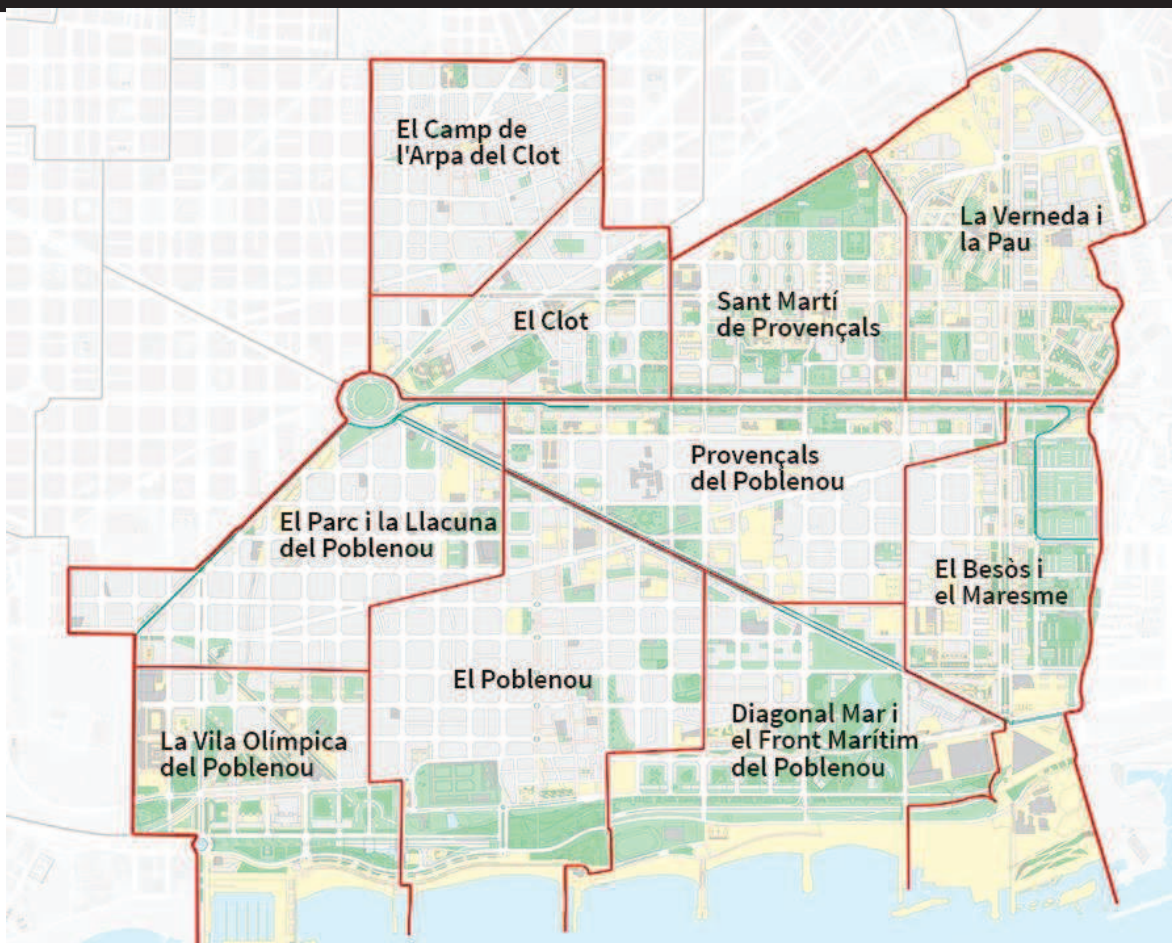 El Camp de
l'Arpa del Clot
La Verneda i
la Pau
Sant Martí
de Provençals
El Clot
Provençals
del Poblenou
El Parc i la Llacuna
del Poblenou
El Besòs i
el Maresme
El Poblenou
Diagonal Mar i
el Front Marítim
del Poblenou
La Vila Olímpica
del Poblenou